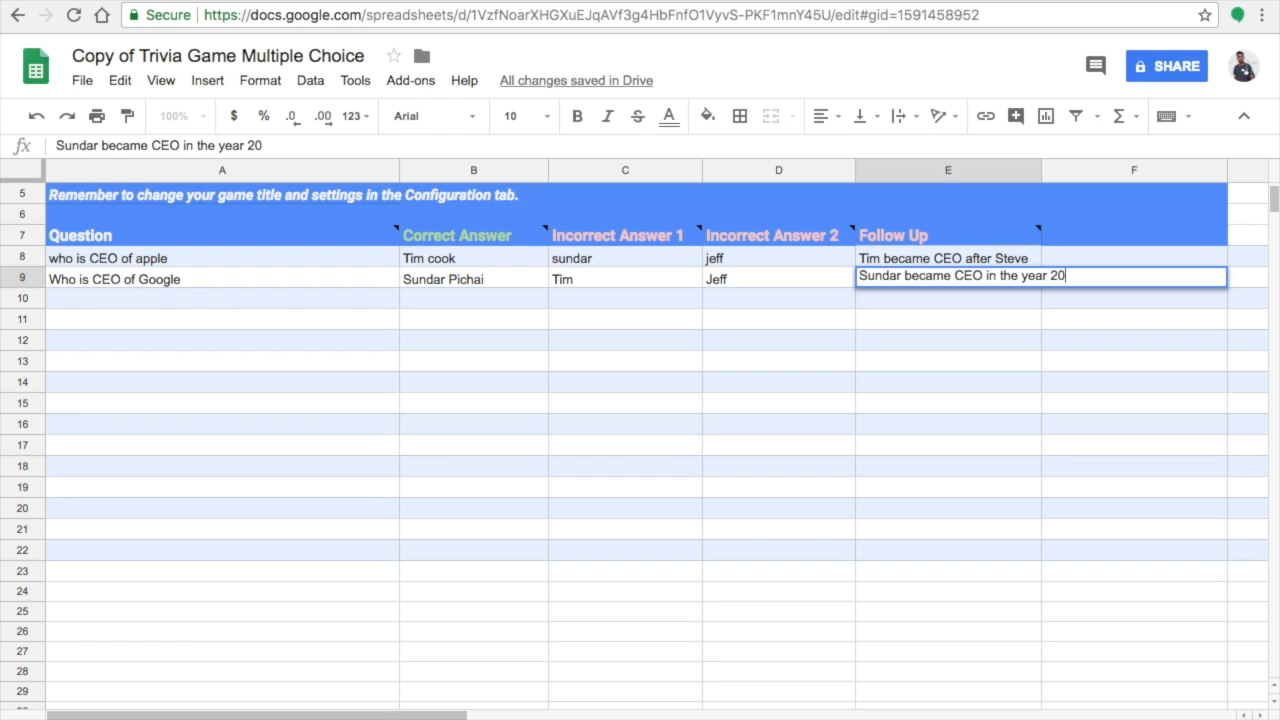 Secure https://docs.google.com/spreadsheets/d/1VzfNoarXHGXuEJqAVf3g4HbFnfO1VyvS-PKF1mnY45U/edit#gid=1591458952
Copy of Trivia Game Multiple Choice
File Edit View Insert Format Data Tools Add-ons Help All changes saved in Drive
SHARE
100% $ % .0 .00 123 Arial 10 B I S A Σ
fx Sundar became CEO in the year 20
A B C D E F
5 Remember to change your game title and settings in the Configuration tab.
6
7 Question Correct Answer Incorrect Answer 1 Incorrect Answer 2 Follow Up
8 who is CEO of apple Tim cook sundar jeff Tim became CEO after Steve
9 Who is CEO of Google Sundar Pichai Tim Jeff Sundar became CEO in the year 20
10
11
12
13
14
15
16
17
18
19
20
21
22
23
24
25
26
27
28
29